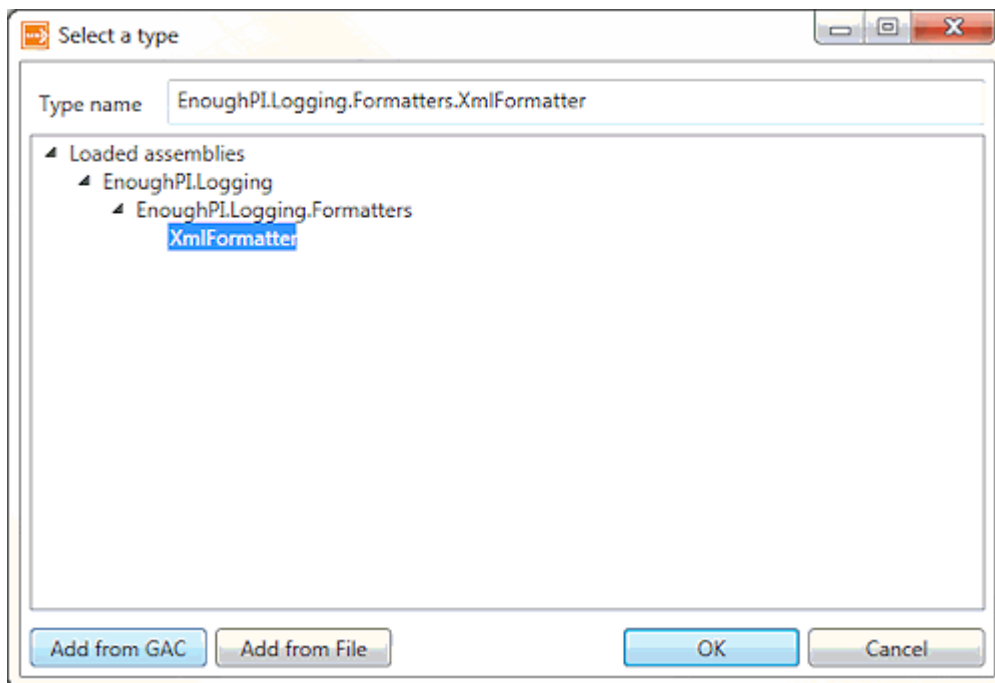 Select a type
Type name EnoughPI.Logging.Formatters.XmlFormatter
Loaded assemblies
EnoughPI.Logging
EnoughPI.Logging.Formatters
XmlFormatter
Add from GAC Add from File OK Cancel